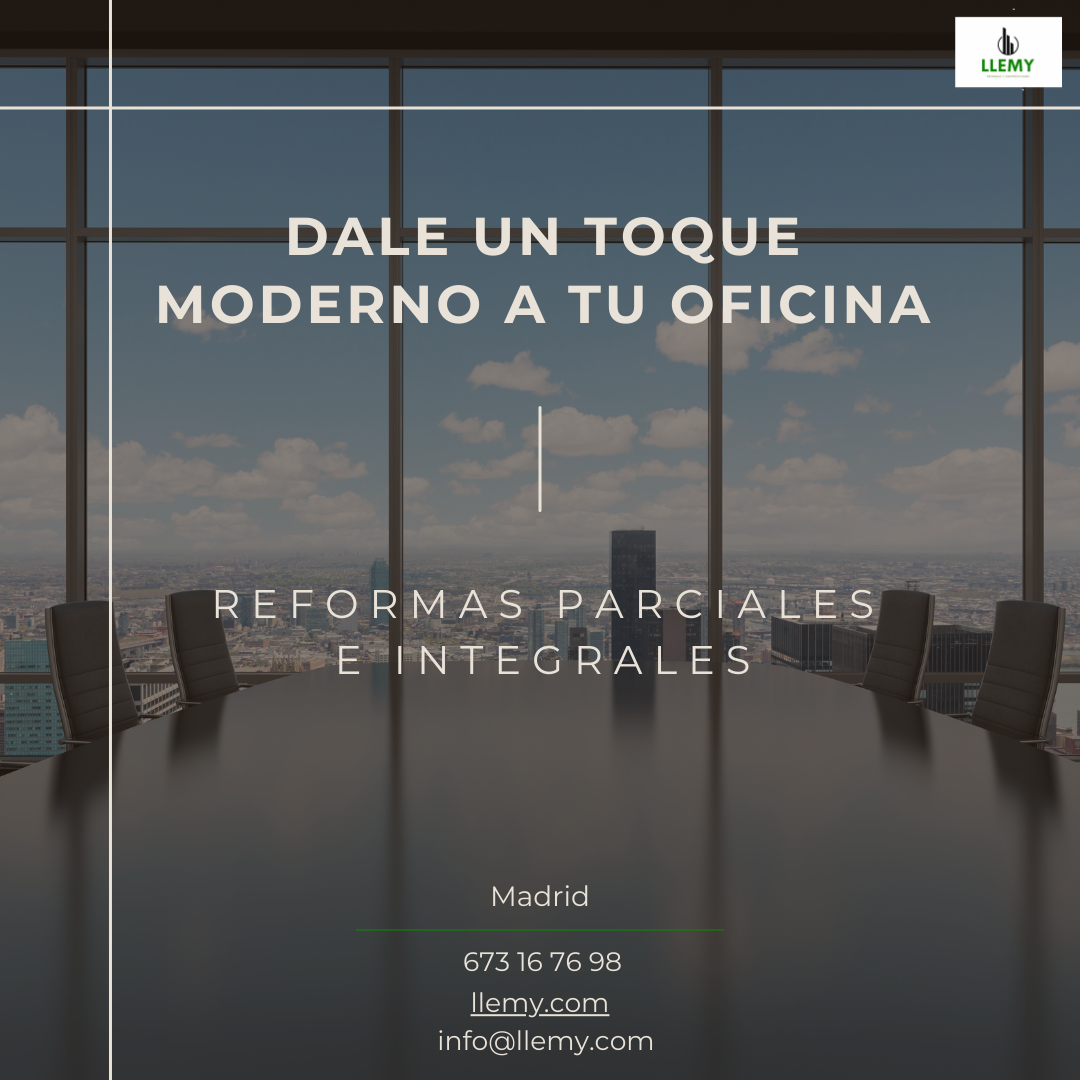 LLEMY
DALE UN TOQUE
MODERNO A TU OFICINA
REFORMAS PARCIALES
E INTEGRALES
Madrid
673 16 76 98
llemy.com
info@llemy.com